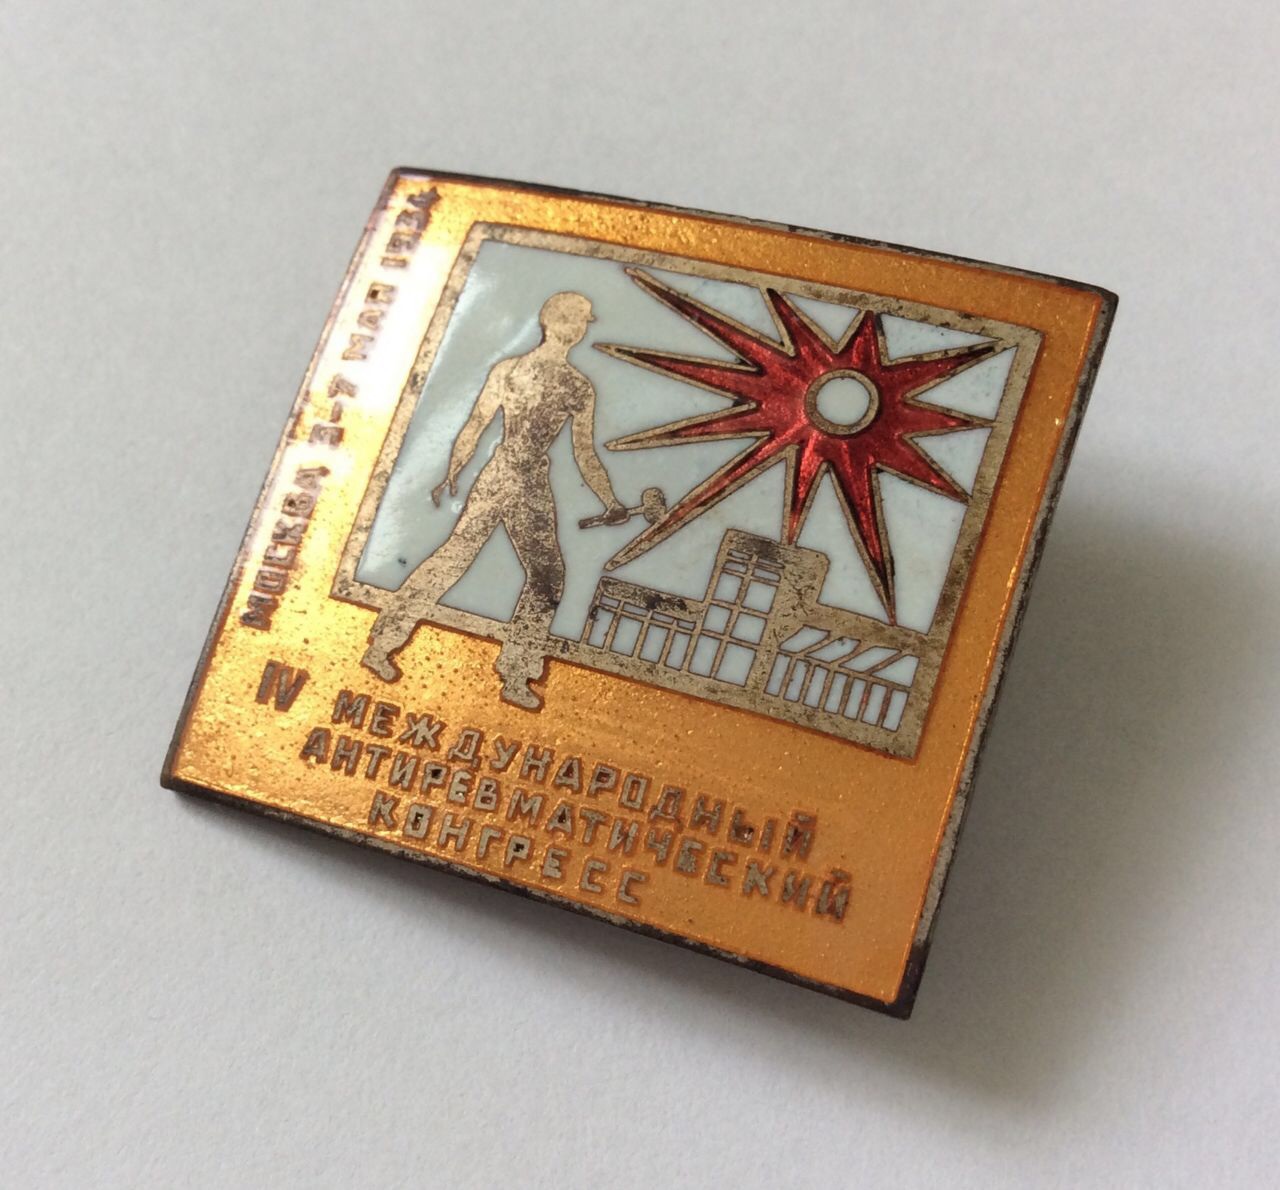 МОСКВА 3-7 МАЯ 1934
IV МЕЖДУНАРОДНЫЙ
АНТИРЕВМАТИЧЕСКИЙ
КОНГРЕСС